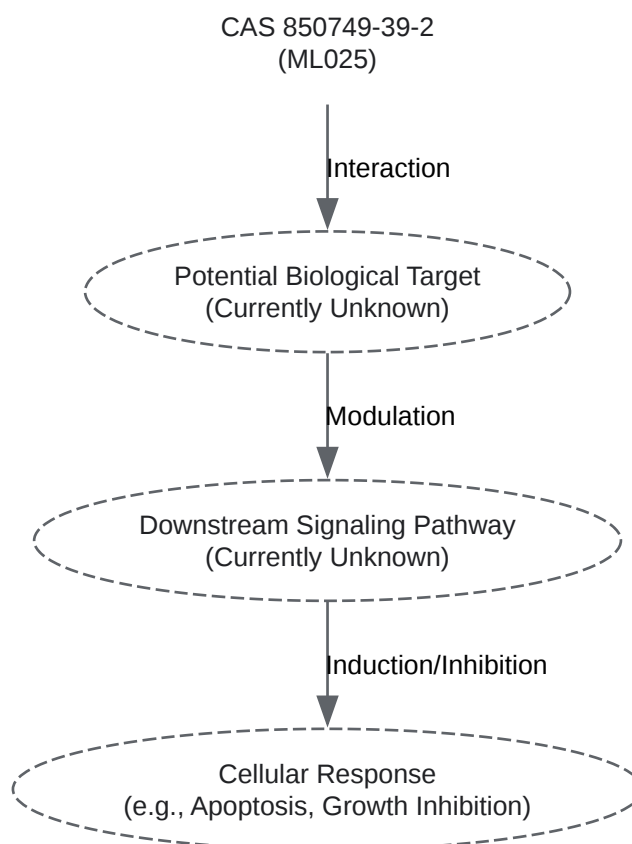 CAS 850749-39-2
(ML025)
Interaction
Potential Biological Target
(Currently Unknown)
Modulation
Downstream Signaling Pathway
(Currently Unknown)
Induction/Inhibition
Cellular Response
(e.g., Apoptosis, Growth Inhibition)